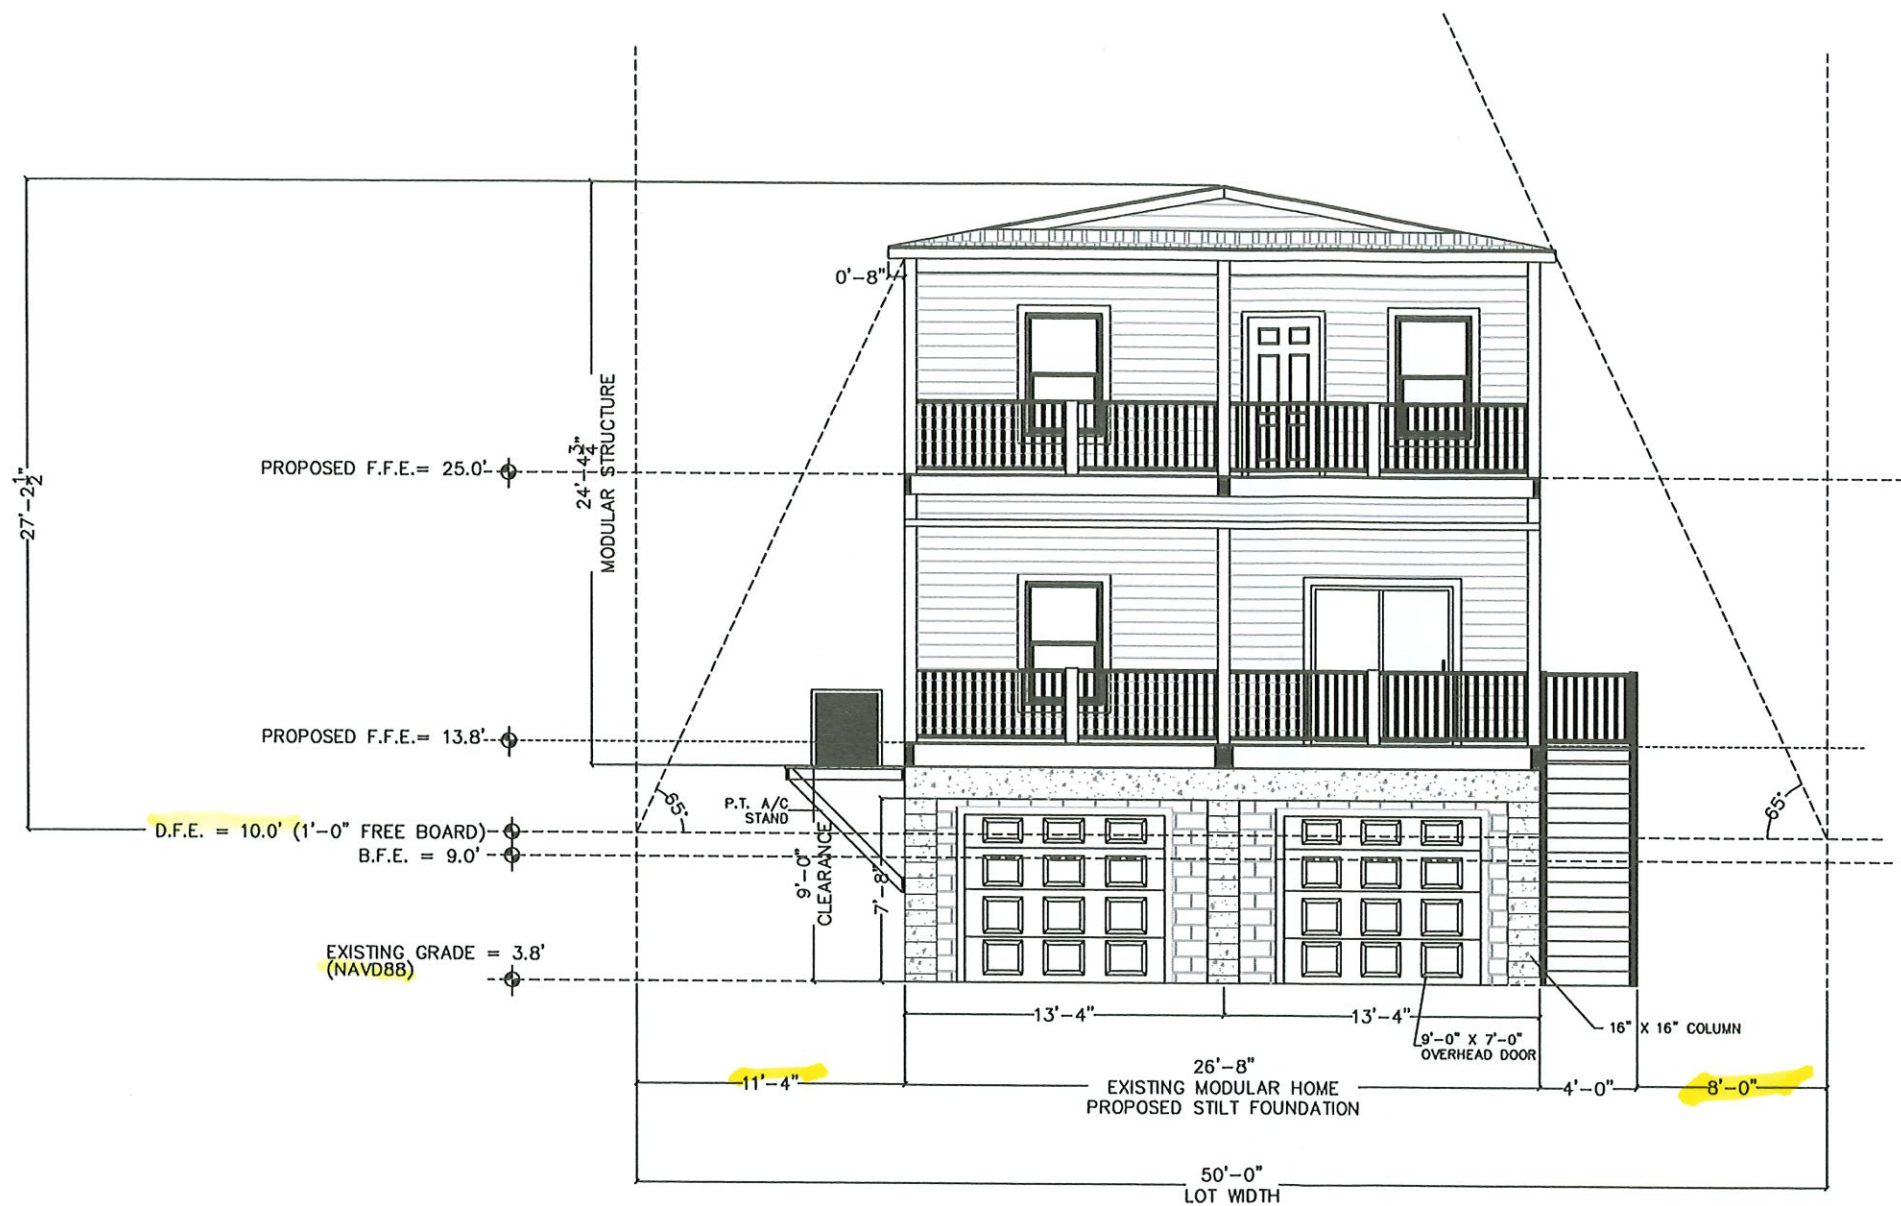 0'-8"
27'-2 1/2"
24'-4 3/4"
MODULAR STRUCTURE
PROPOSED F.F.E.= 25.0'
PROPOSED F.F.E.= 13.8'
65°
65°
P.T. A/C
STAND
D.F.E. = 10.0' (1'-0" FREE BOARD)
B.F.E. = 9.0'
9'-0"
CLEARANCE
7'-8"
EXISTING GRADE = 3.8'
(NAVD88)
13'-4"
13'-4"
16" X 16" COLUMN
9'-0" X 7'-0"
OVERHEAD DOOR
11'-4"
26'-8"
EXISTING MODULAR HOME
PROPOSED STILT FOUNDATION
4'-0"
8'-0"
50'-0"
LOT WIDTH